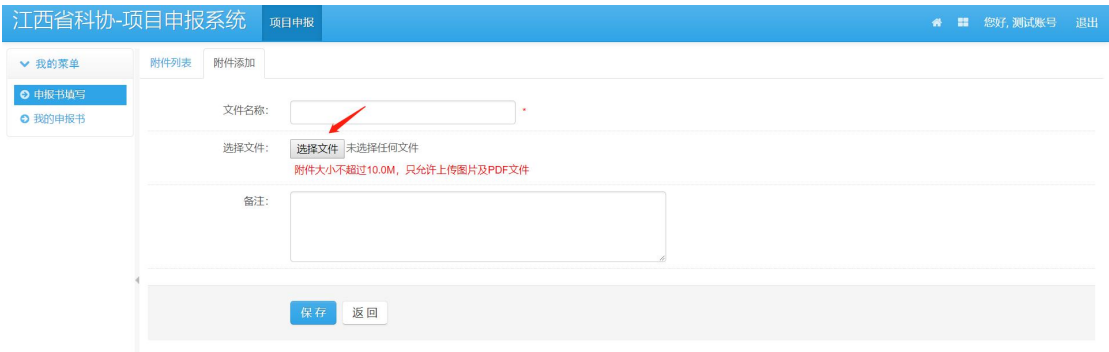 江西省科协-项目申报系统 项目申报 您好, 测试账号 退出
我的菜单
申报书填写
我的申报书
附件列表 附件添加
文件名称： *
选择文件： 选择文件 未选择任何文件
附件大小不超过10.0M，只允许上传图片及PDF文件
备注：
保存 返回